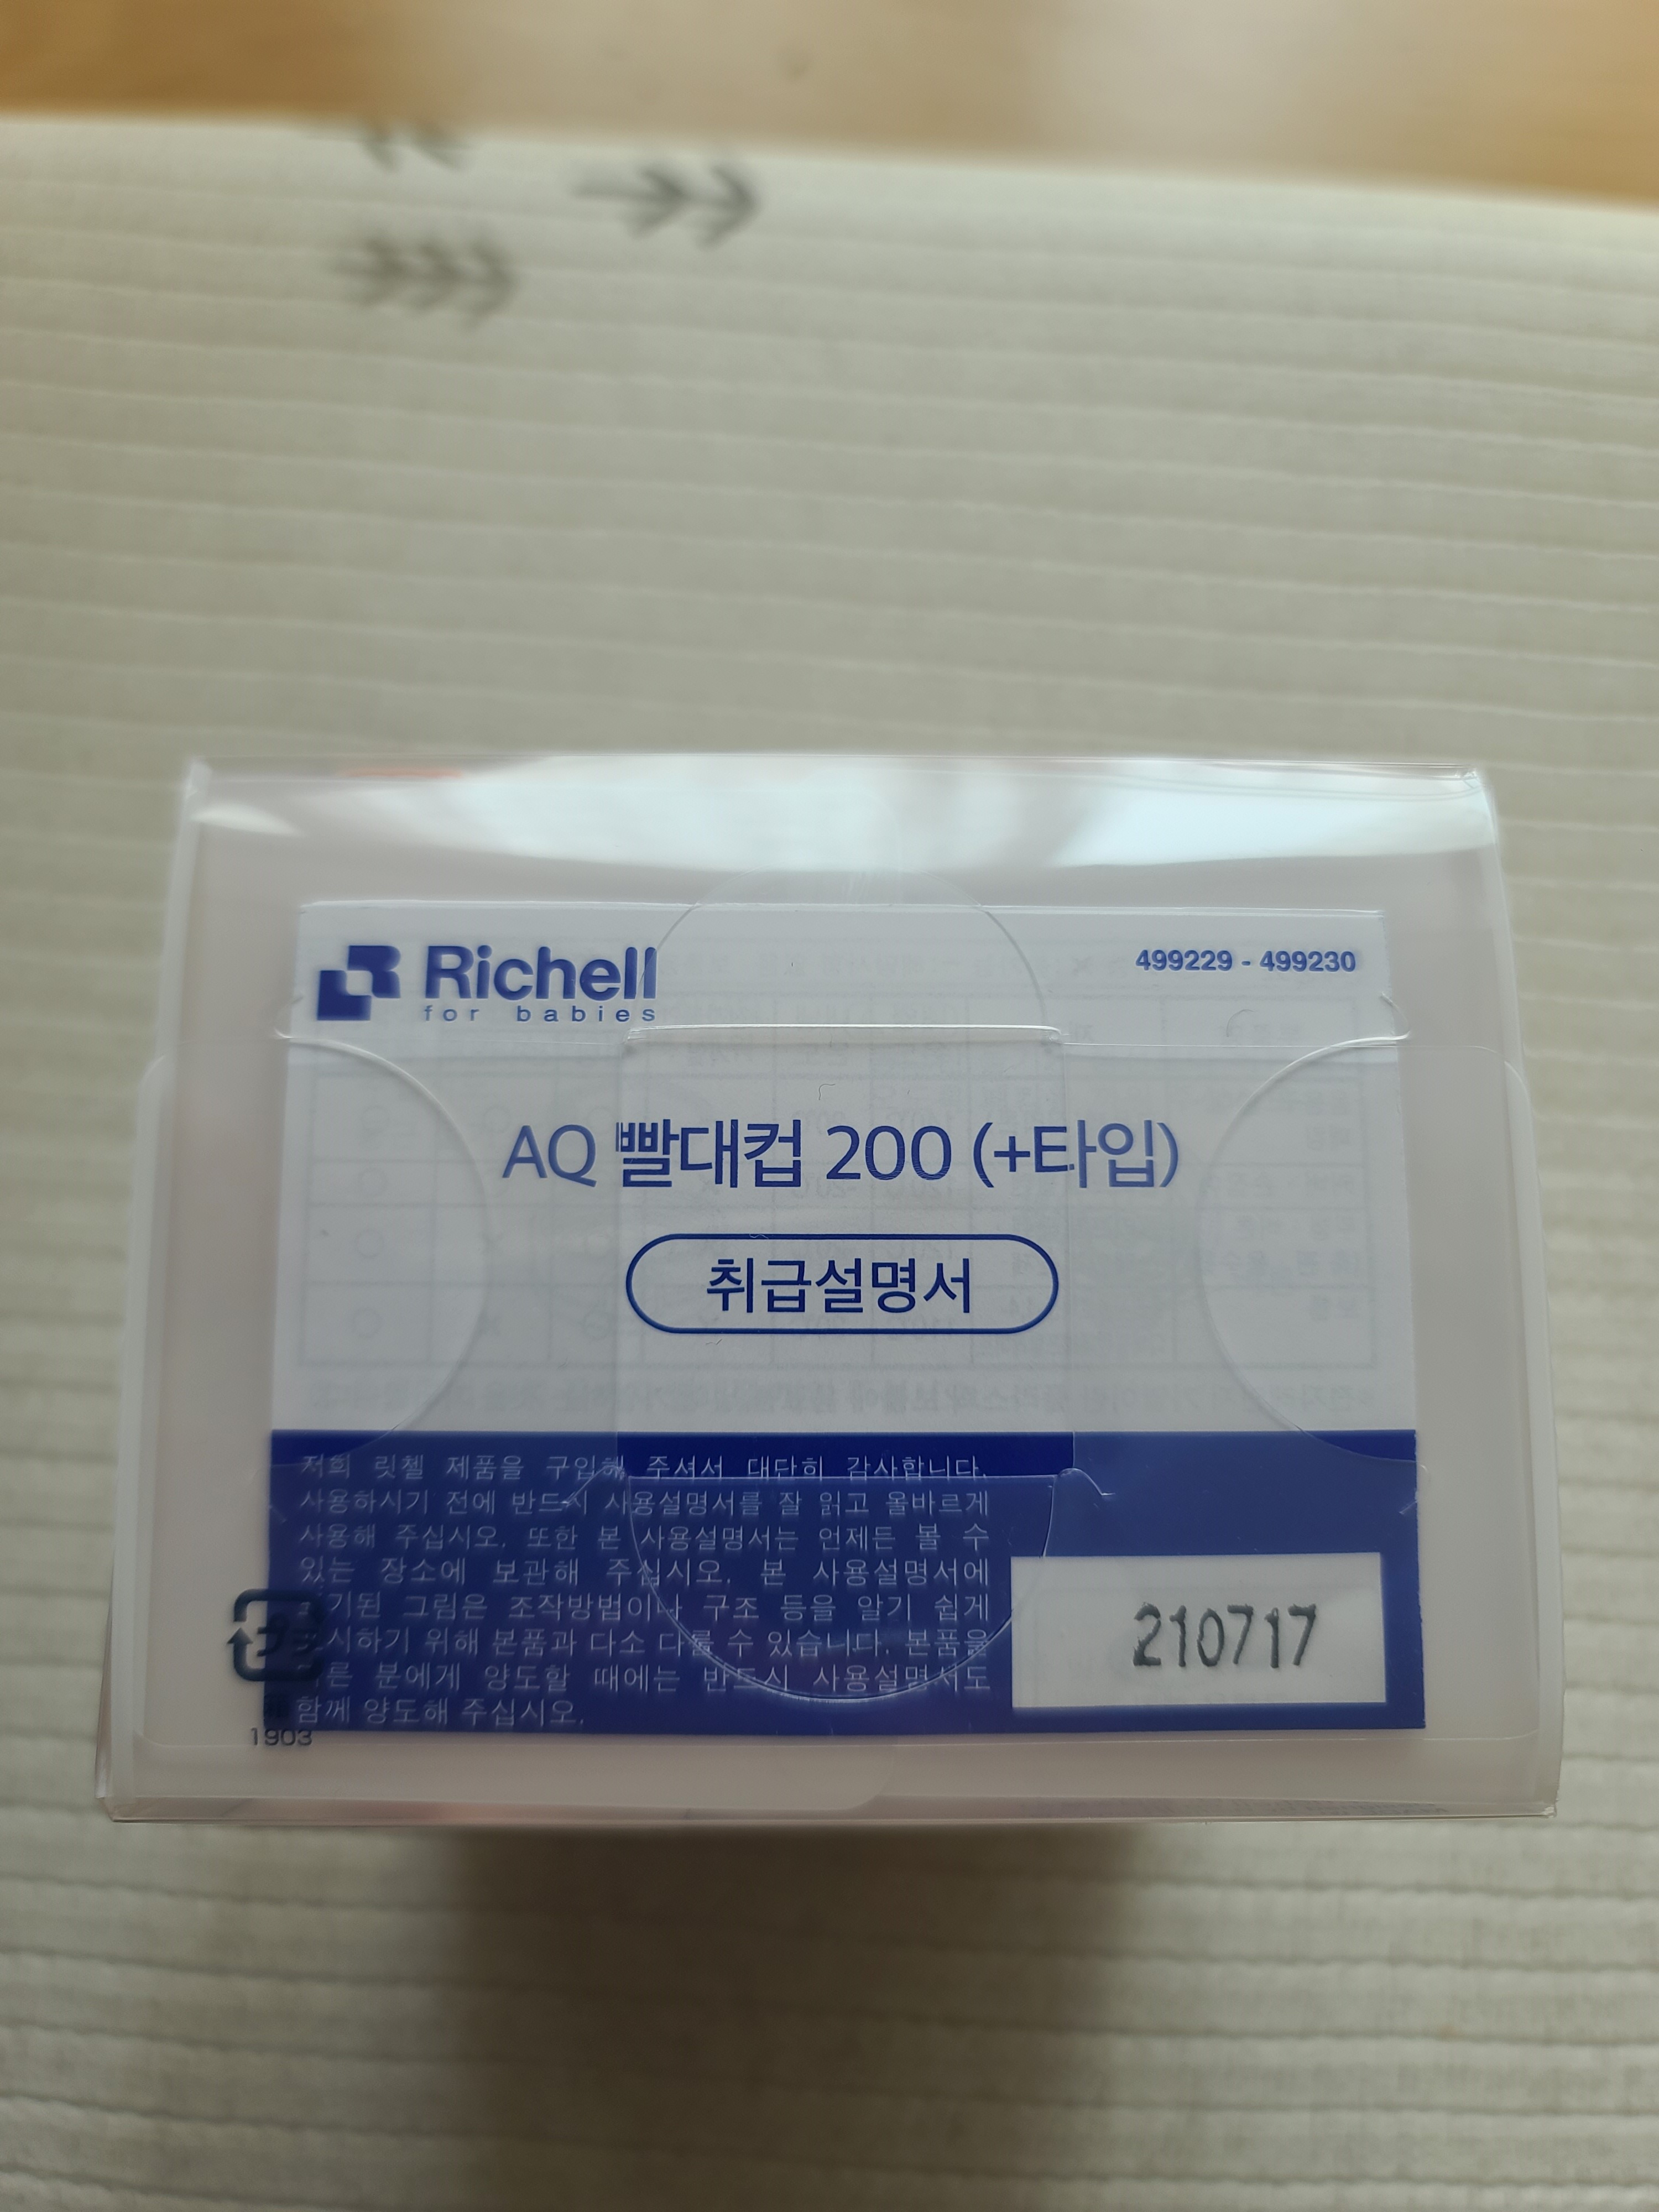 Richell
for babies
499229 - 499230
AQ 빨대컵 200 (+타입)
취급설명서
저희 릿첼 제품을 구입해 주셔서 대단히 감사합니다.
사용하시기 전에 반드시 사용설명서를 잘 읽고 올바르게
사용해 주십시오. 또한 본 사용설명서는 언제든 볼 수
있는 장소에 보관해 주십시오. 본 사용설명서에
그림은 조작방법이나 구조 등을 알기 쉽게
위해 본품과 다소 다를 수 있습니다. 본품을
분에게 양도할 때에는 반드시 사용설명서도
함께 양도해 주십시오.
210717
1903